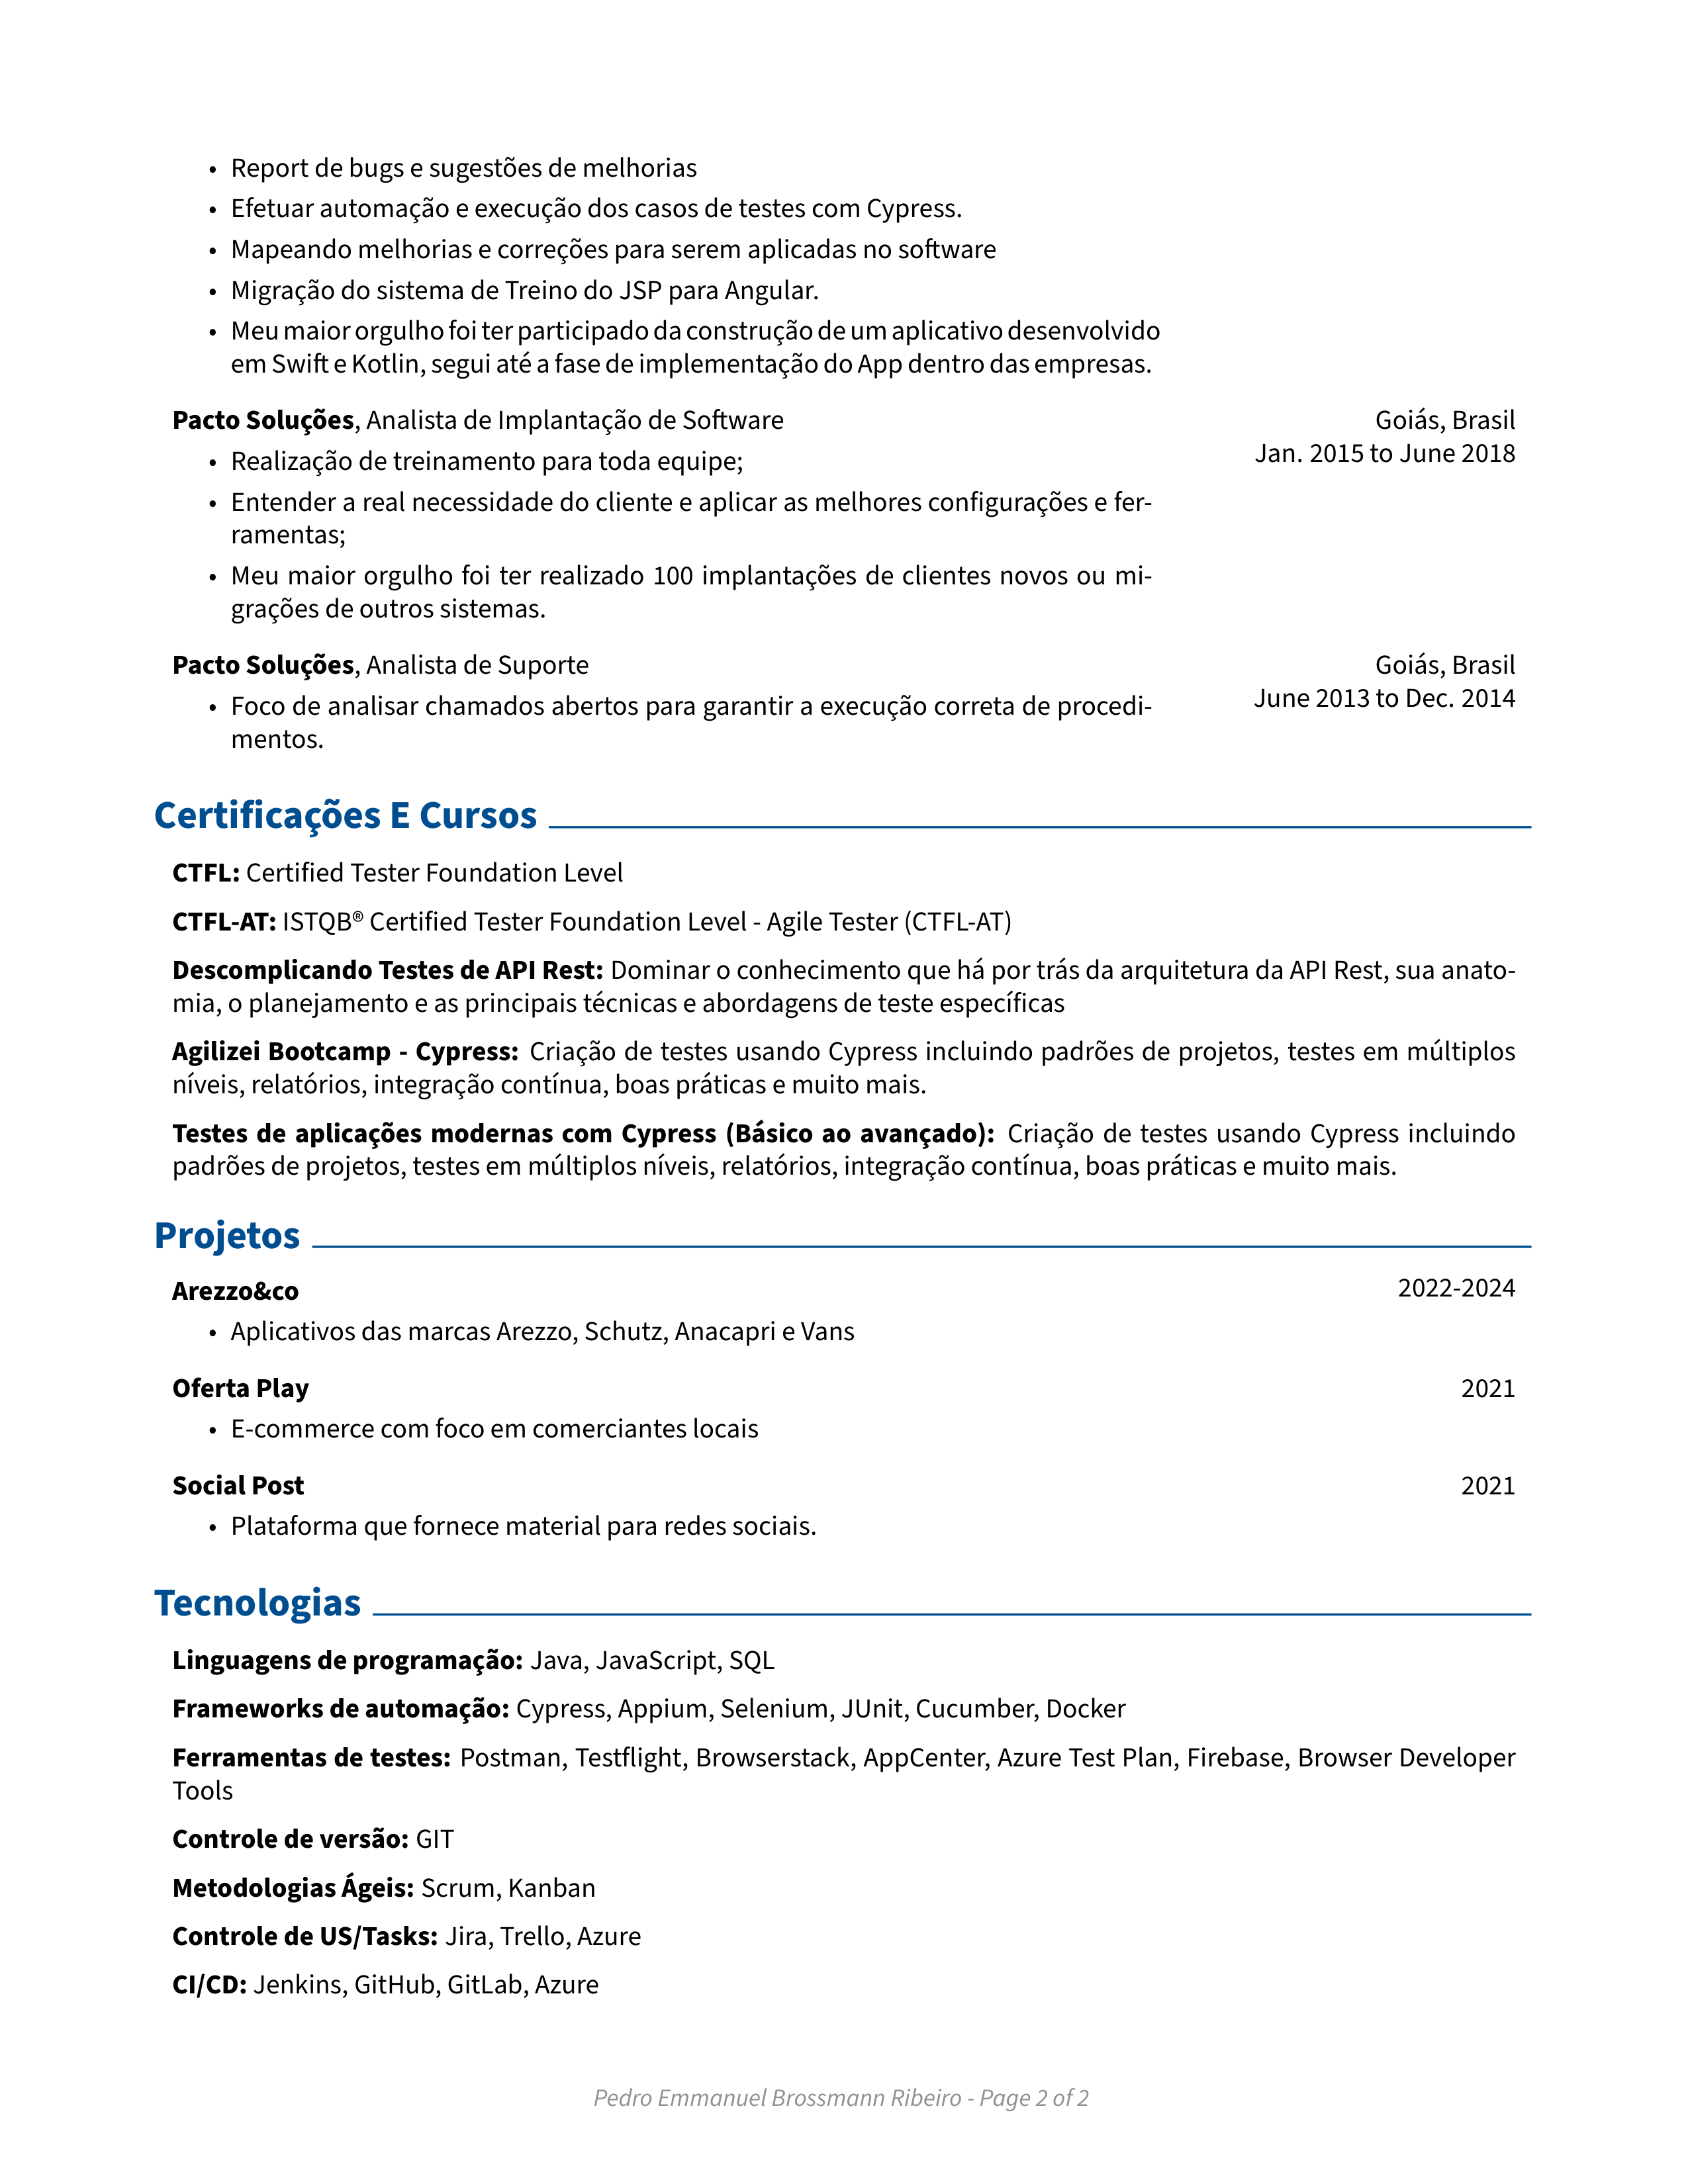 • Report de bugs e sugestões de melhorias
• Efetuar automação e execução dos casos de testes com Cypress.
• Mapeando melhorias e correções para serem aplicadas no software
• Migração do sistema de Treino do JSP para Angular.
• Meu maior orgulho foi ter participado da construção de um aplicativo desenvolvido
em Swift e Kotlin, segui até a fase de implementação do App dentro das empresas.
Pacto Soluções, Analista de Implantação de Software
Goiás, Brasil
Jan. 2015 to June 2018
• Realização de treinamento para toda equipe;
• Entender a real necessidade do cliente e aplicar as melhores configurações e fer-
ramentas;
• Meu maior orgulho foi ter realizado 100 implantações de clientes novos ou mi-
grações de outros sistemas.
Pacto Soluções, Analista de Suporte
Goiás, Brasil
June 2013 to Dec. 2014
• Foco de analisar chamados abertos para garantir a execução correta de procedi-
mentos.
Certificações E Cursos
CTFL: Certified Tester Foundation Level
CTFL-AT: ISTQB® Certified Tester Foundation Level - Agile Tester (CTFL-AT)
Descomplicando Testes de API Rest: Dominar o conhecimento que há por trás da arquitetura da API Rest, sua anato-
mia, o planejamento e as principais técnicas e abordagens de teste específicas
Agilizei Bootcamp - Cypress: Criação de testes usando Cypress incluindo padrões de projetos, testes em múltiplos
níveis, relatórios, integração contínua, boas práticas e muito mais.
Testes de aplicações modernas com Cypress (Básico ao avançado): Criação de testes usando Cypress incluindo
padrões de projetos, testes em múltiplos níveis, relatórios, integração contínua, boas práticas e muito mais.
Projetos
Arezzo&co
2022-2024
• Aplicativos das marcas Arezzo, Schutz, Anacapri e Vans
Oferta Play
2021
• E-commerce com foco em comerciantes locais
Social Post
2021
• Plataforma que fornece material para redes sociais.
Tecnologias
Linguagens de programação: Java, JavaScript, SQL
Frameworks de automação: Cypress, Appium, Selenium, JUnit, Cucumber, Docker
Ferramentas de testes: Postman, Testflight, Browserstack, AppCenter, Azure Test Plan, Firebase, Browser Developer
Tools
Controle de versão: GIT
Metodologias Ágeis: Scrum, Kanban
Controle de US/Tasks: Jira, Trello, Azure
CI/CD: Jenkins, GitHub, GitLab, Azure
Pedro Emmanuel Brossmann Ribeiro - Page 2 of 2